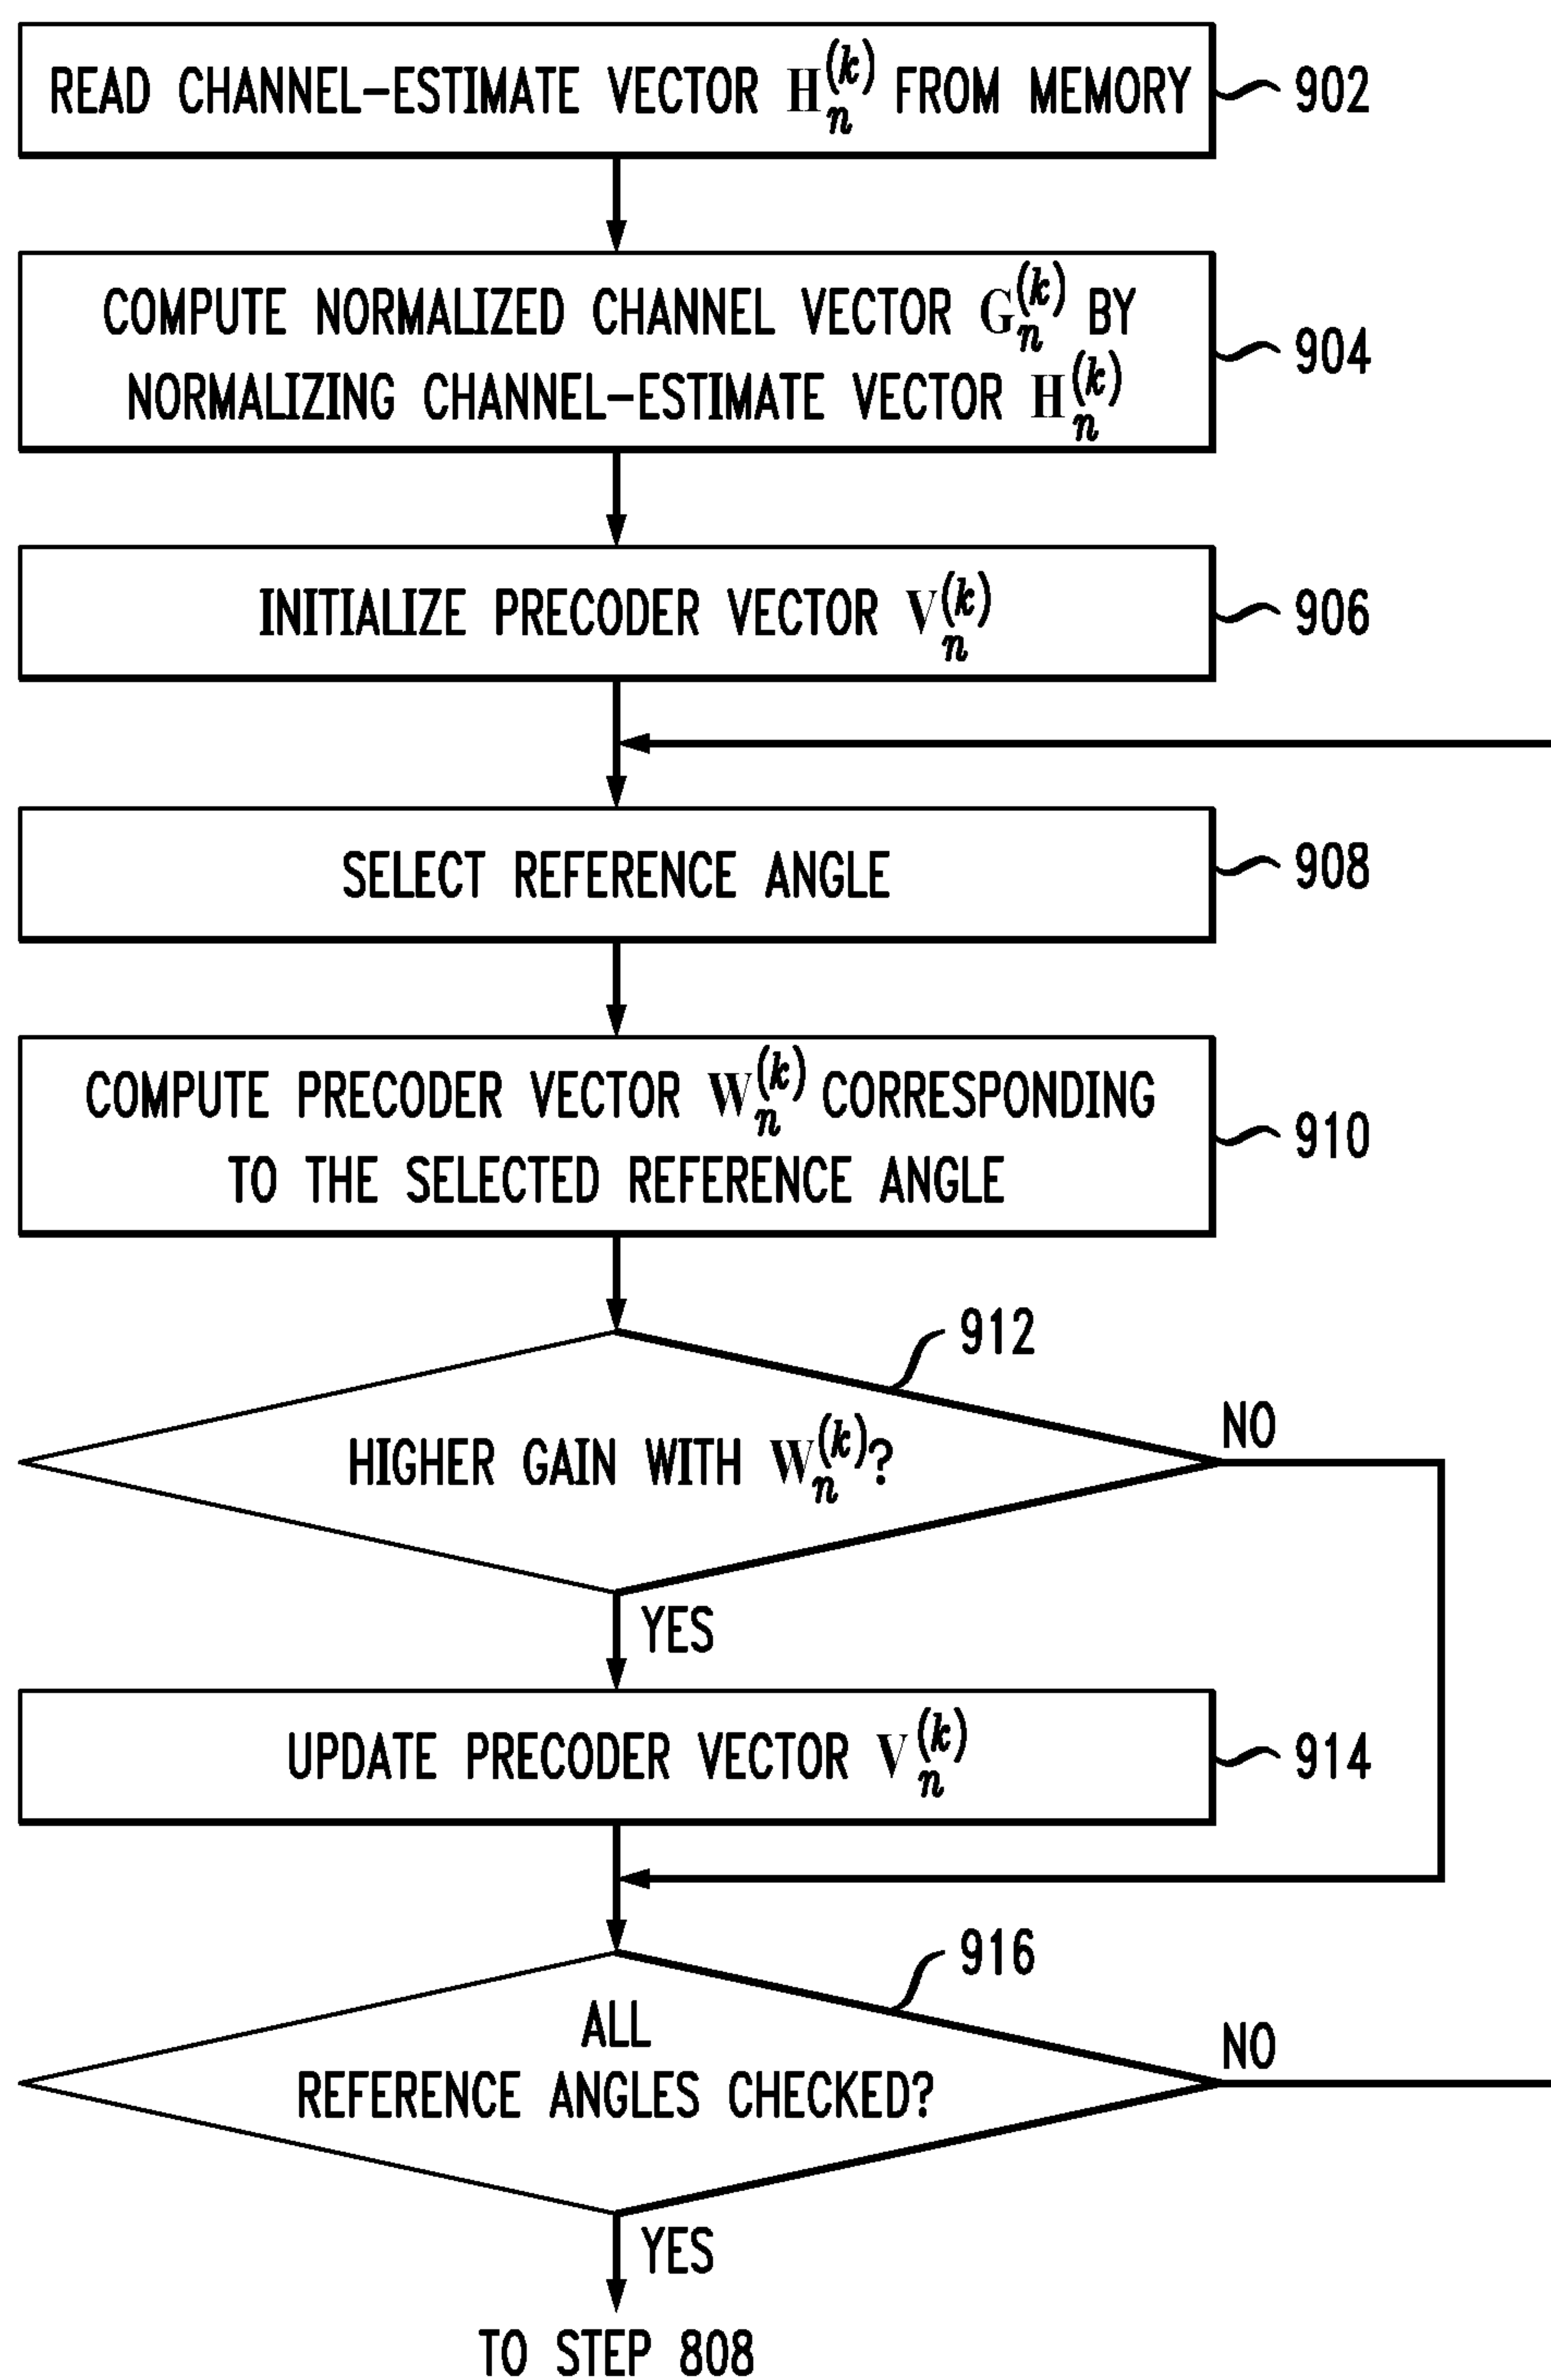 READ CHANNEL-ESTIMATE VECTOR H_n^(k) FROM MEMORY
902
COMPUTE NORMALIZED CHANNEL VECTOR G_n^(k) BY
NORMALIZING CHANNEL-ESTIMATE VECTOR H_n^(k)
904
INITIALIZE PRECODER VECTOR V_n^(k)
906
SELECT REFERENCE ANGLE
908
COMPUTE PRECODER VECTOR W_n^(k) CORRESPONDING
TO THE SELECTED REFERENCE ANGLE
910
912
HIGHER GAIN WITH W_n^(k)?
NO
YES
UPDATE PRECODER VECTOR V_n^(k)
914
916
ALL
REFERENCE ANGLES CHECKED?
NO
YES
TO STEP 808